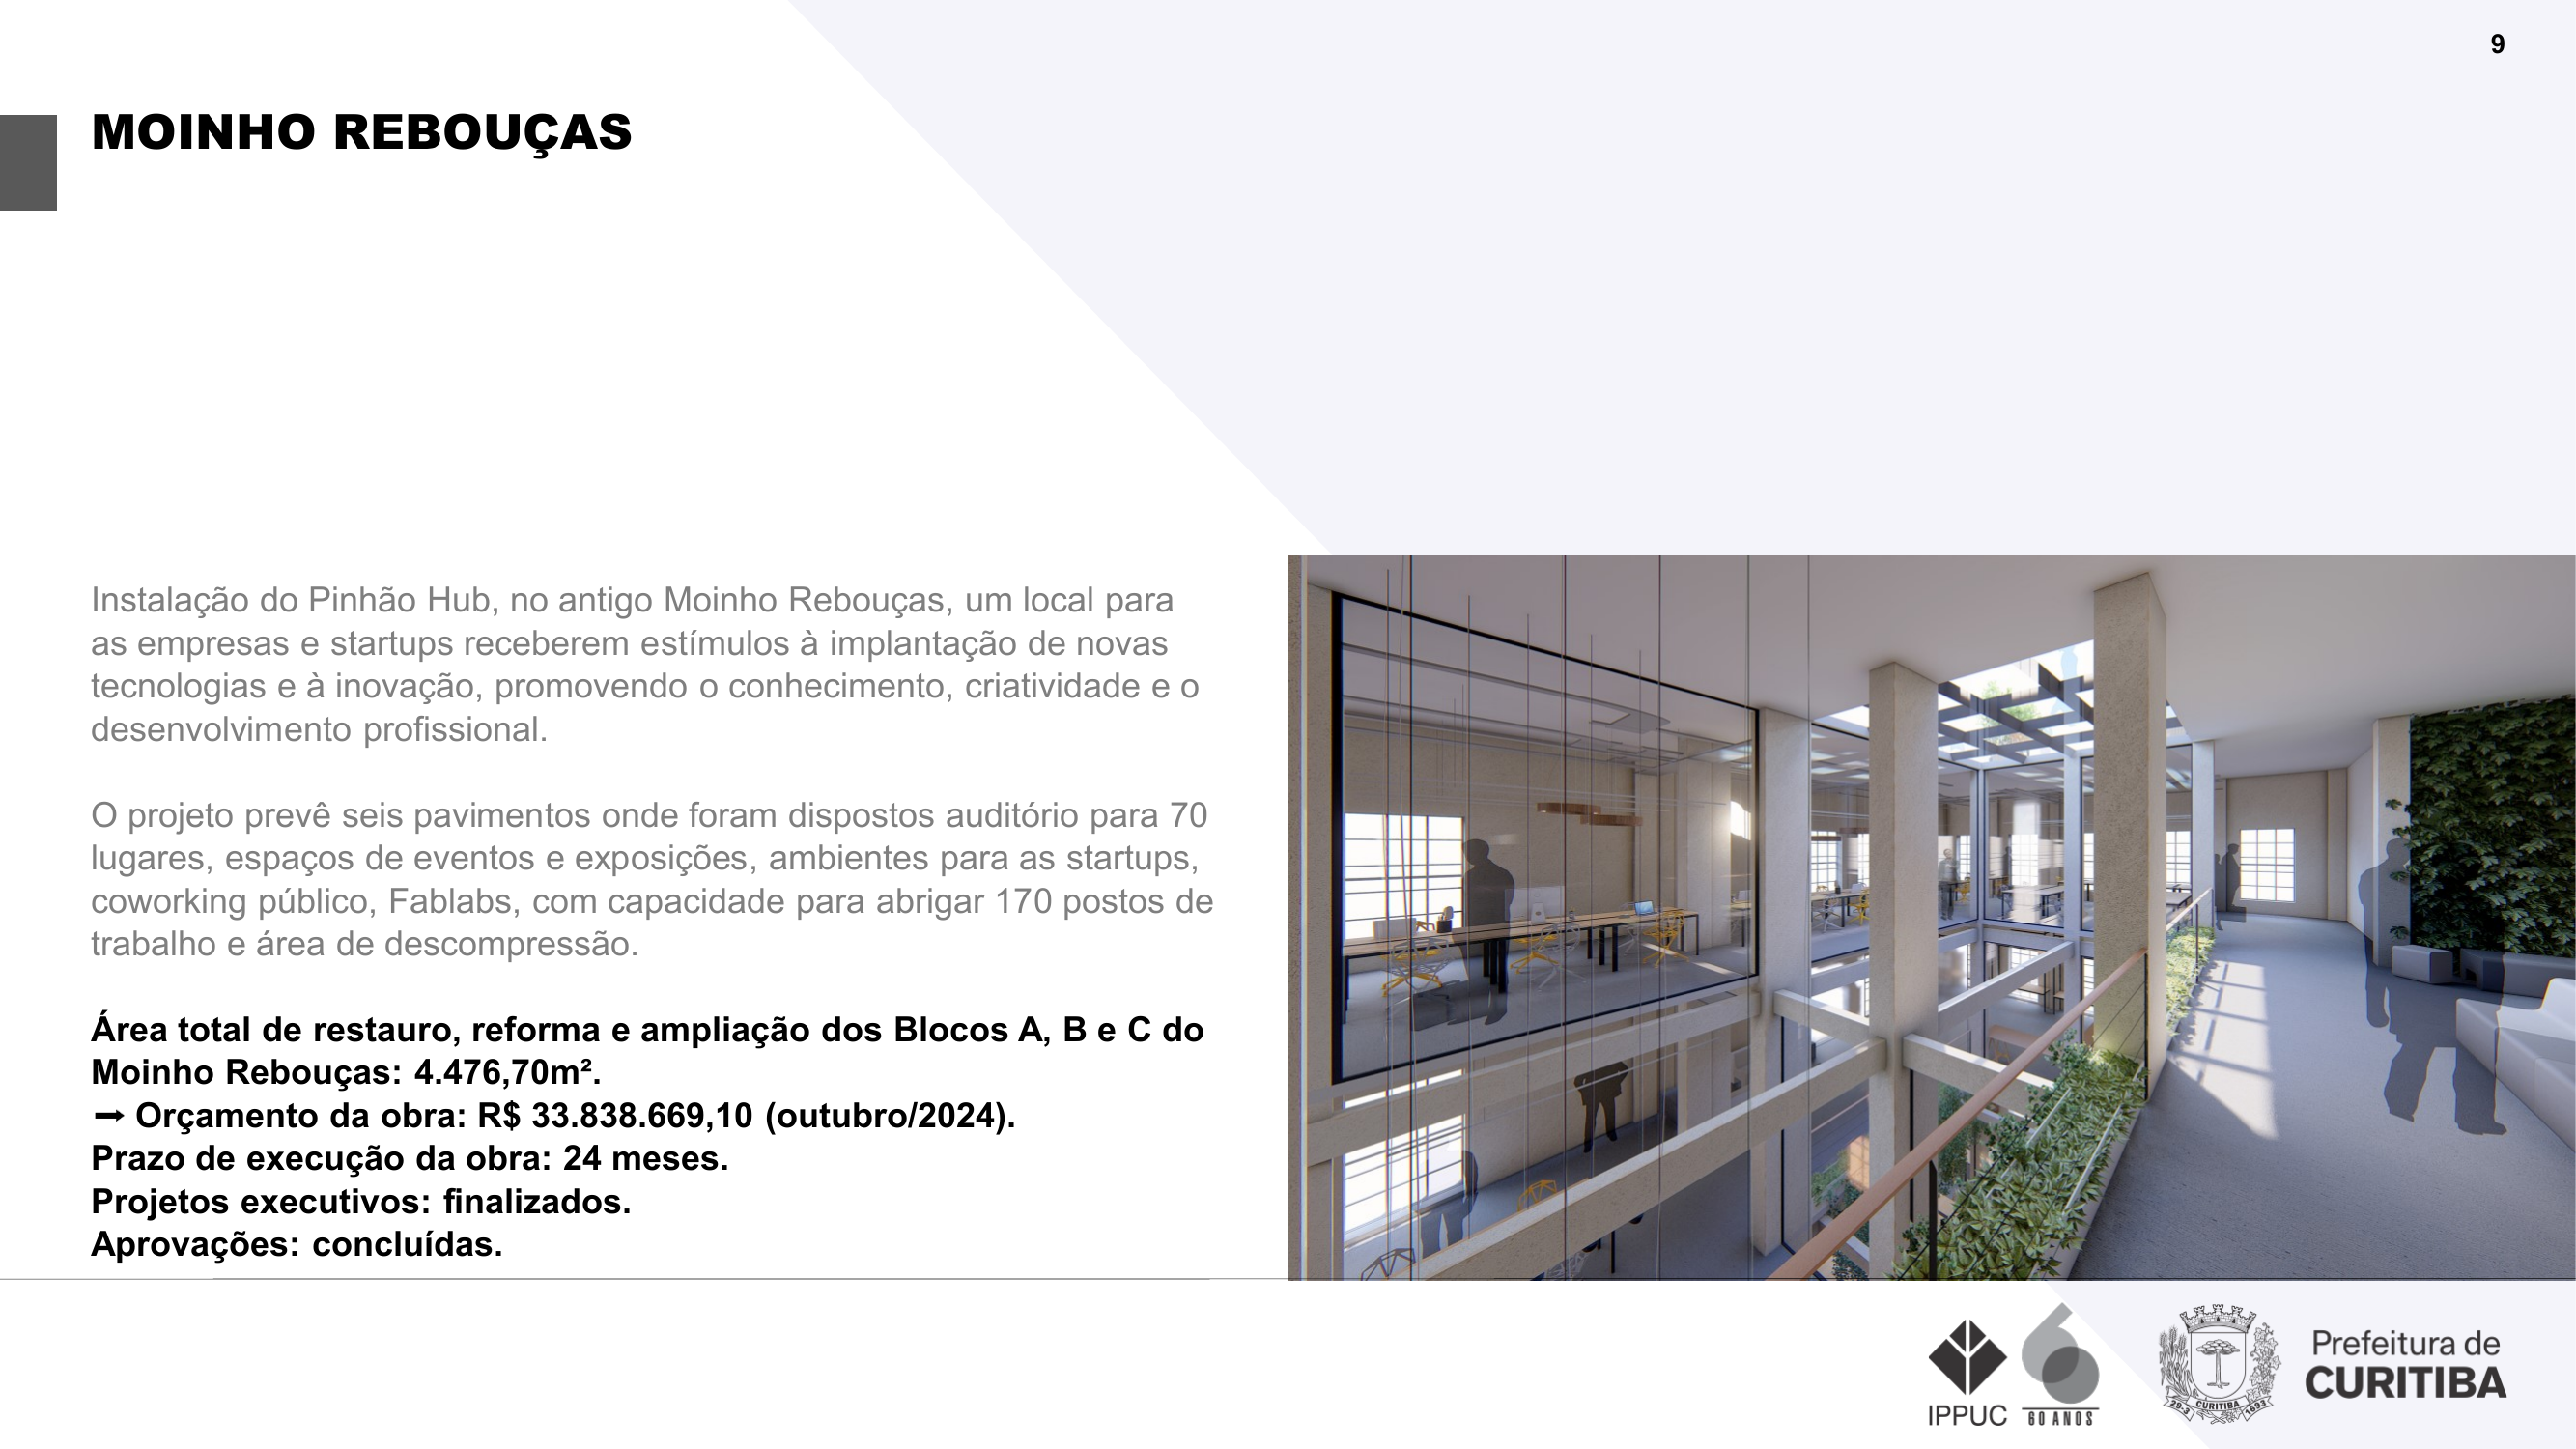 9
MOINHO REBOUÇAS
Instalação do Pinhão Hub, no antigo Moinho Rebouças, um local para
as empresas e startups receberem estímulos à implantação de novas
tecnologias e à inovação, promovendo o conhecimento, criatividade e o
desenvolvimento profissional.
O projeto prevê seis pavimentos onde foram dispostos auditório para 70
lugares, espaços de eventos e exposições, ambientes para as startups,
coworking público, Fablabs, com capacidade para abrigar 170 postos de
trabalho e área de descompressão.
Área total de restauro, reforma e ampliação dos Blocos A, B e C do
Moinho Rebouças: 4.476,70m².
➞ Orçamento da obra: R$ 33.838.669,10 (outubro/2024).
Prazo de execução da obra: 24 meses.
Projetos executivos: finalizados.
Aprovações: concluídas.
IPPUC
60 ANOS
29-3 CURITIBA 1693
Prefeitura de
CURITIBA